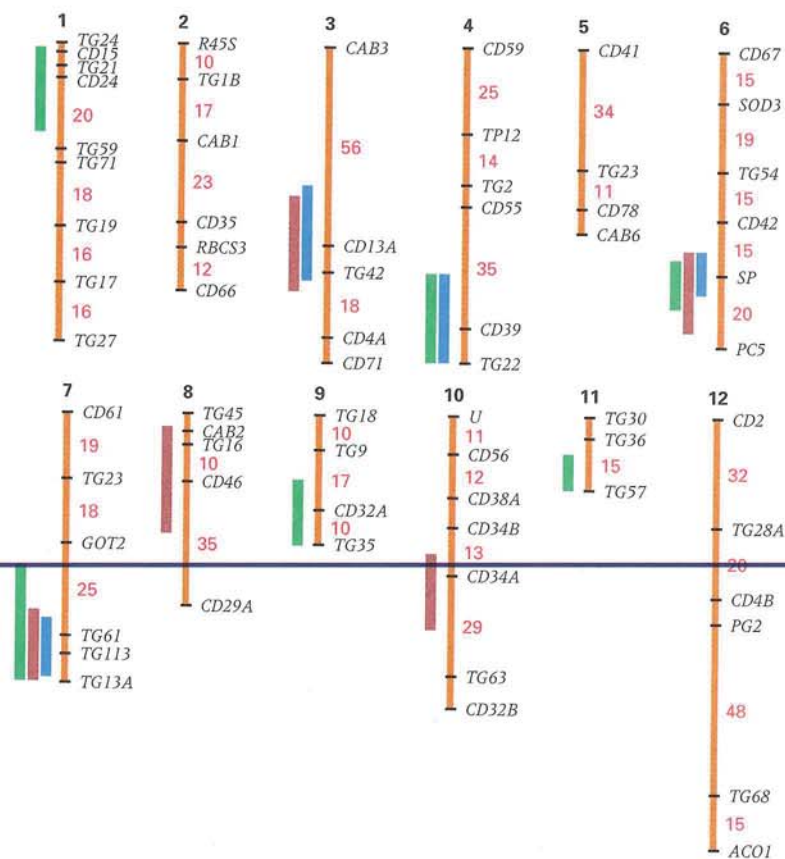 1
TG24
CD15
TG21
CD24
20
TG59
TG71
18
TG19
16
TG17
16
TG27
2
R45S
10
TG1B
17
CAB1
23
CD35
RBCS3
12
CD66
3
CAB3
56
CD13A
TG42
18
CD4A
CD71
4
CD59
25
TP12
14
TG2
CD55
35
CD39
TG22
5
CD41
34
TG23
11
CD78
CAB6
6
CD67
15
SOD3
19
TG54
15
CD42
15
SP
20
PC5
7
CD61
19
TG23
18
GOT2
25
TG61
TG113
TG13A
8
TG45
CAB2
TG16
10
CD46
35
CD29A
9
TG18
10
TG9
17
CD32A
10
TG35
10
U
11
CD56
12
CD38A
CD34B
13
CD34A
29
TG63
CD32B
11
TG30
TG36
15
TG57
12
CD2
32
TG28A
20
CD4B
PG2
48
TG68
15
ACO1